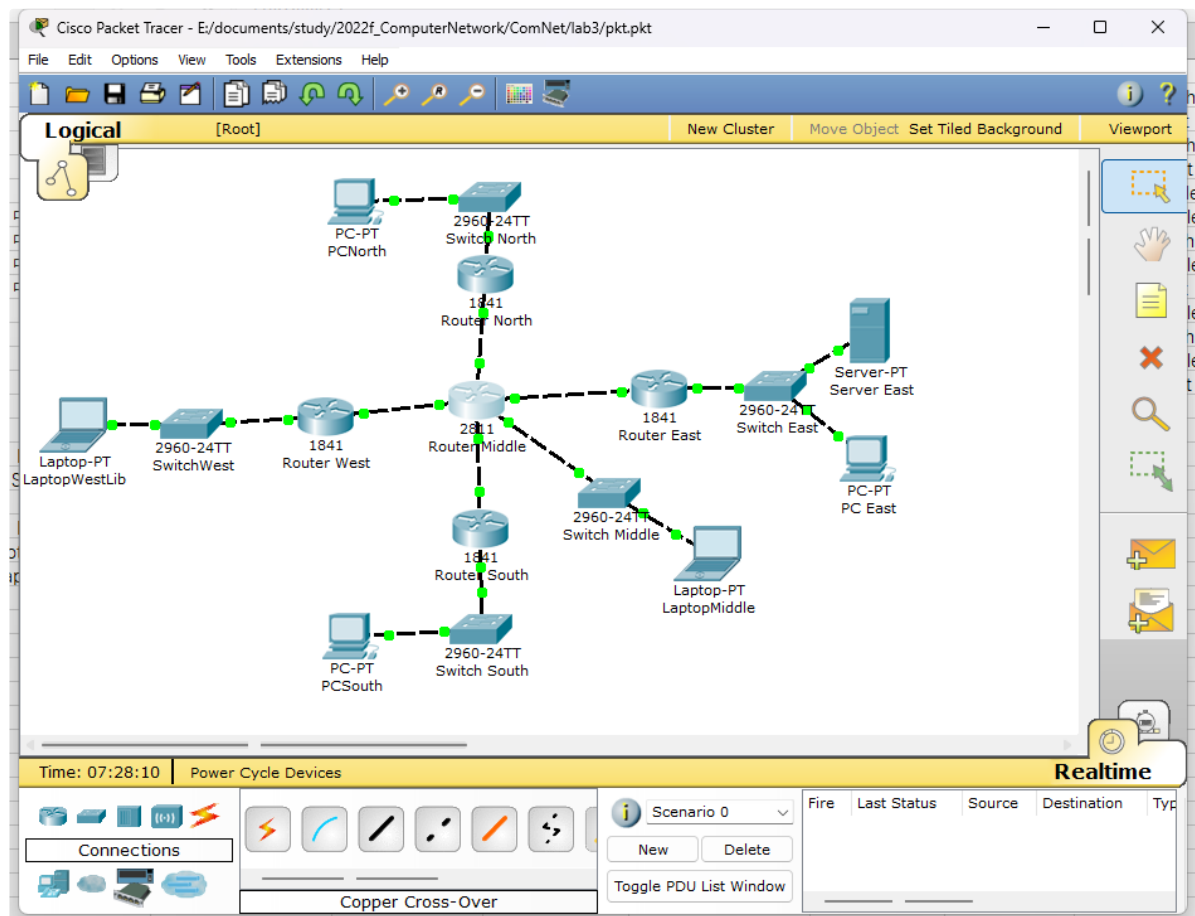 Cisco Packet Tracer - E:/documents/study/2022f_ComputerNetwork/ComNet/lab3/pkt.pkt
File Edit Options View Tools Extensions Help
Logical [Root] New Cluster Move Object Set Tiled Background Viewport
PC-PT
PCNorth
2960-24TT
Switch North
1841
Router North
Server-PT
Server East
2960-24TT
Switch East
1841
Router East
2811
Router Middle
1841
Router West
2960-24TT
SwitchWest
Laptop-PT
LaptopWestLib
PC-PT
PC East
2960-24TT
Switch Middle
1841
Router South
Laptop-PT
LaptopMiddle
2960-24TT
Switch South
PC-PT
PCSouth
Time: 07:28:10 Power Cycle Devices Realtime
Connections
Copper Cross-Over
Scenario 0
New Delete
Toggle PDU List Window
Fire Last Status Source Destination Typ